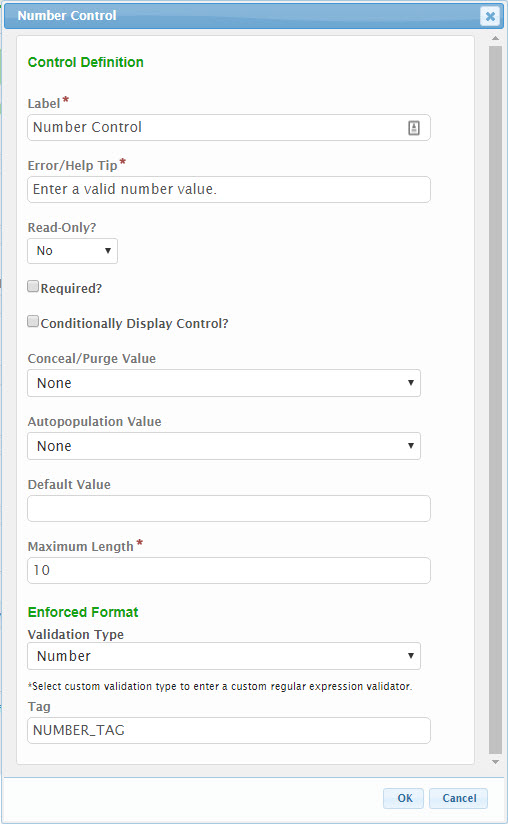 Number Control
Control Definition
Label*
Number Control
Error/Help Tip*
Enter a valid number value.
Read-Only?
No
Required?
Conditionally Display Control?
Conceal/Purge Value
None
Autopopulation Value
None
Default Value
Maximum Length*
10
Enforced Format
Validation Type
Number
*Select custom validation type to enter a custom regular expression validator.
Tag
NUMBER_TAG
OK Cancel